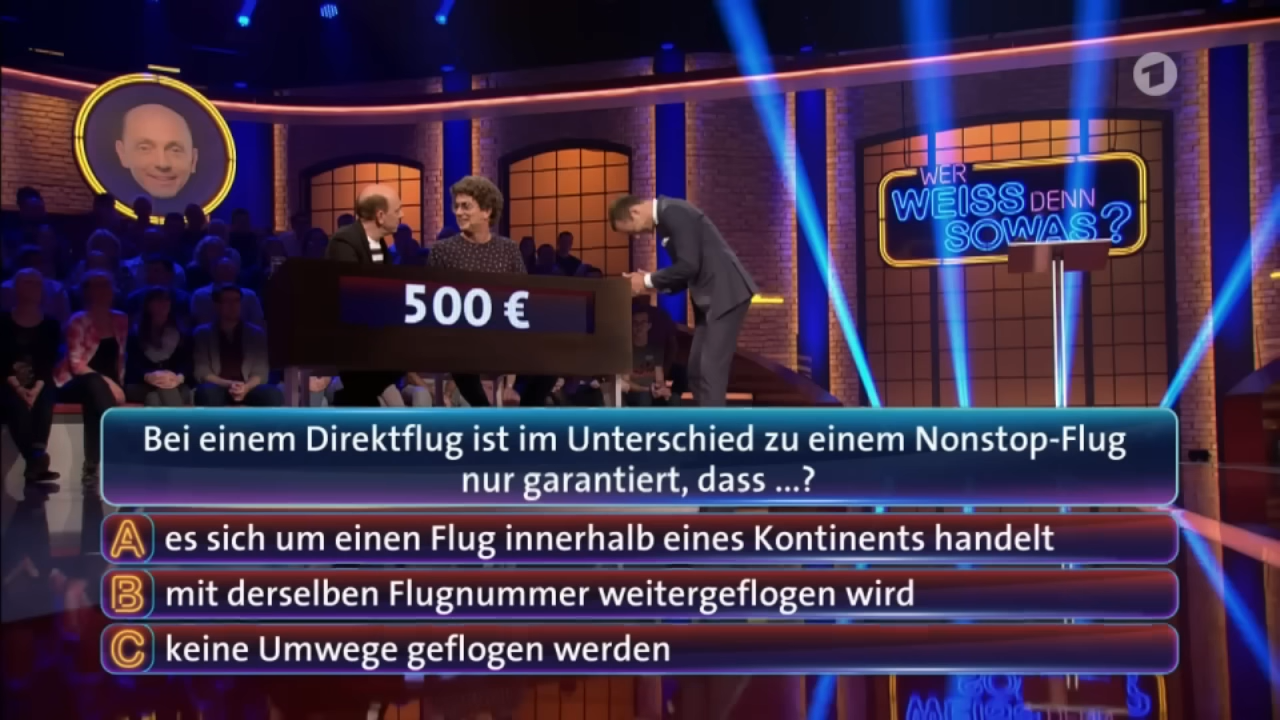 1
WER
WEISS DENN
SOWAS?
500 €
Bei einem Direktflug ist im Unterschied zu einem Nonstop-Flug
nur garantiert, dass ...?
A es sich um einen Flug innerhalb eines Kontinents handelt
B mit derselben Flugnummer weitergeflogen wird
C keine Umwege geflogen werden